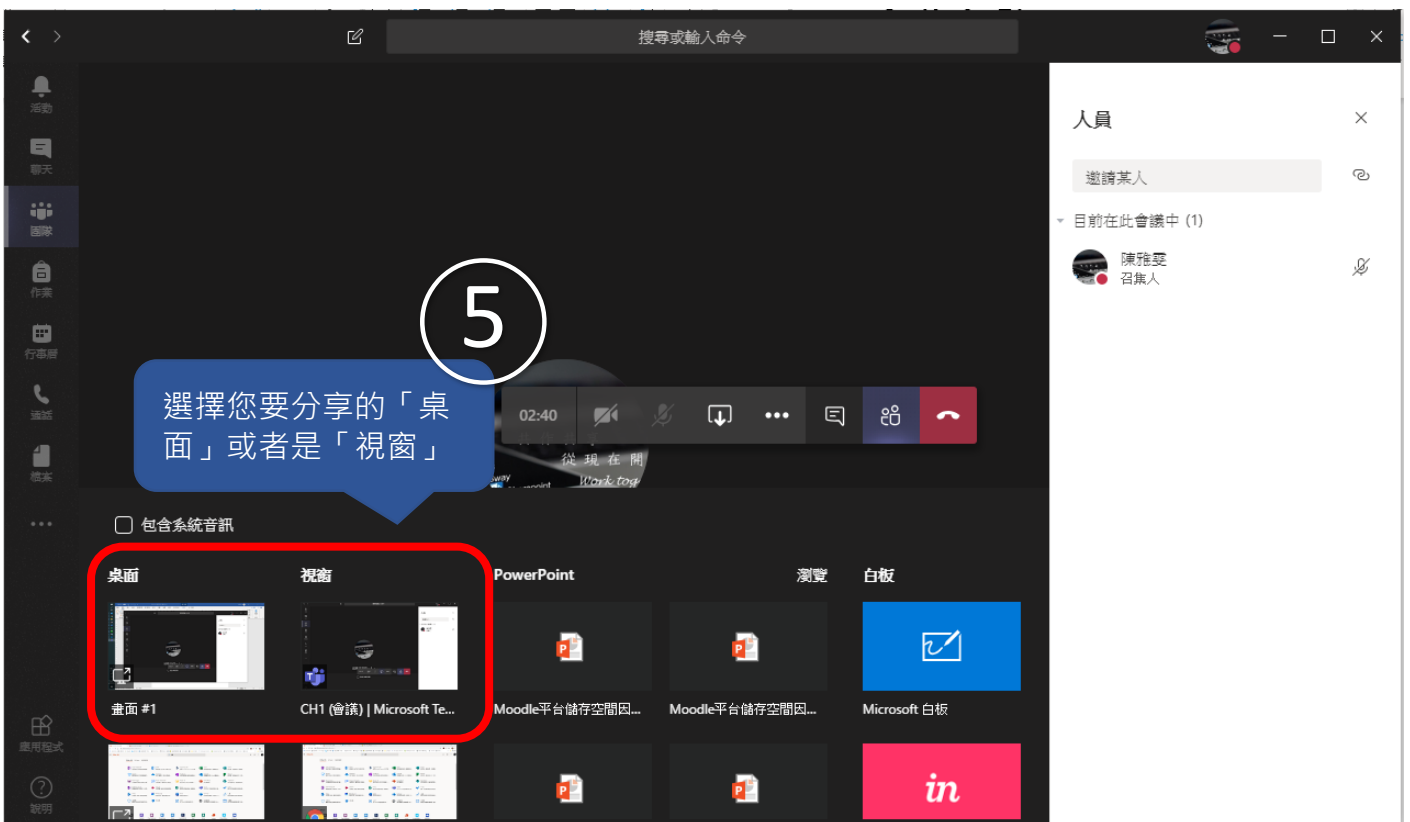 搜尋或輸入命令
活動
聊天
團隊
作業
行事曆
通話
檔案
應用程式
說明
人員
邀請某人
目前在此會議中 (1)
陳雅雯
召集人
5
選擇您要分享的「桌
面」或者是「視窗」
02:40
從 現 在 開
Work tog
包含系統音訊
桌面
視窗
PowerPoint
瀏覽
白板
畫面 #1
CH1 (會議) | Microsoft Te...
Moodle平台儲存空間因...
Moodle平台儲存空間因...
Microsoft 白板
in